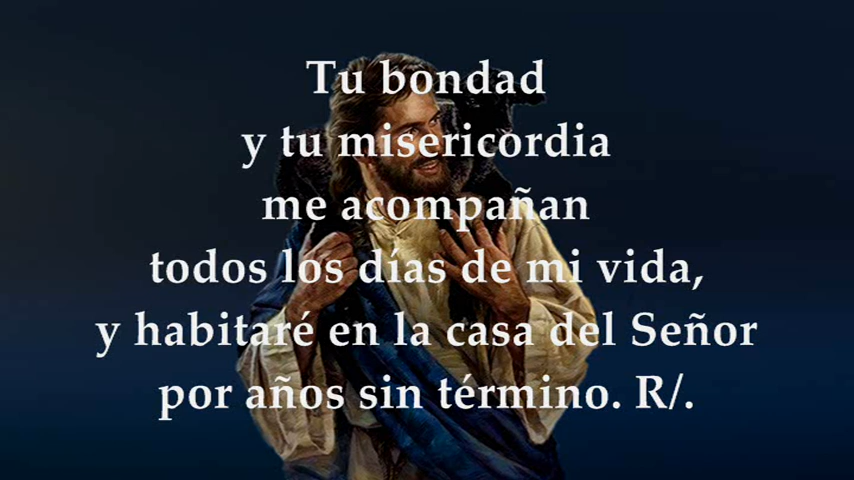 Tu bondad
y tu misericordia
me acompañan
todos los días de mi vida,
y habitaré en la casa del Señor
por años sin término. R/.